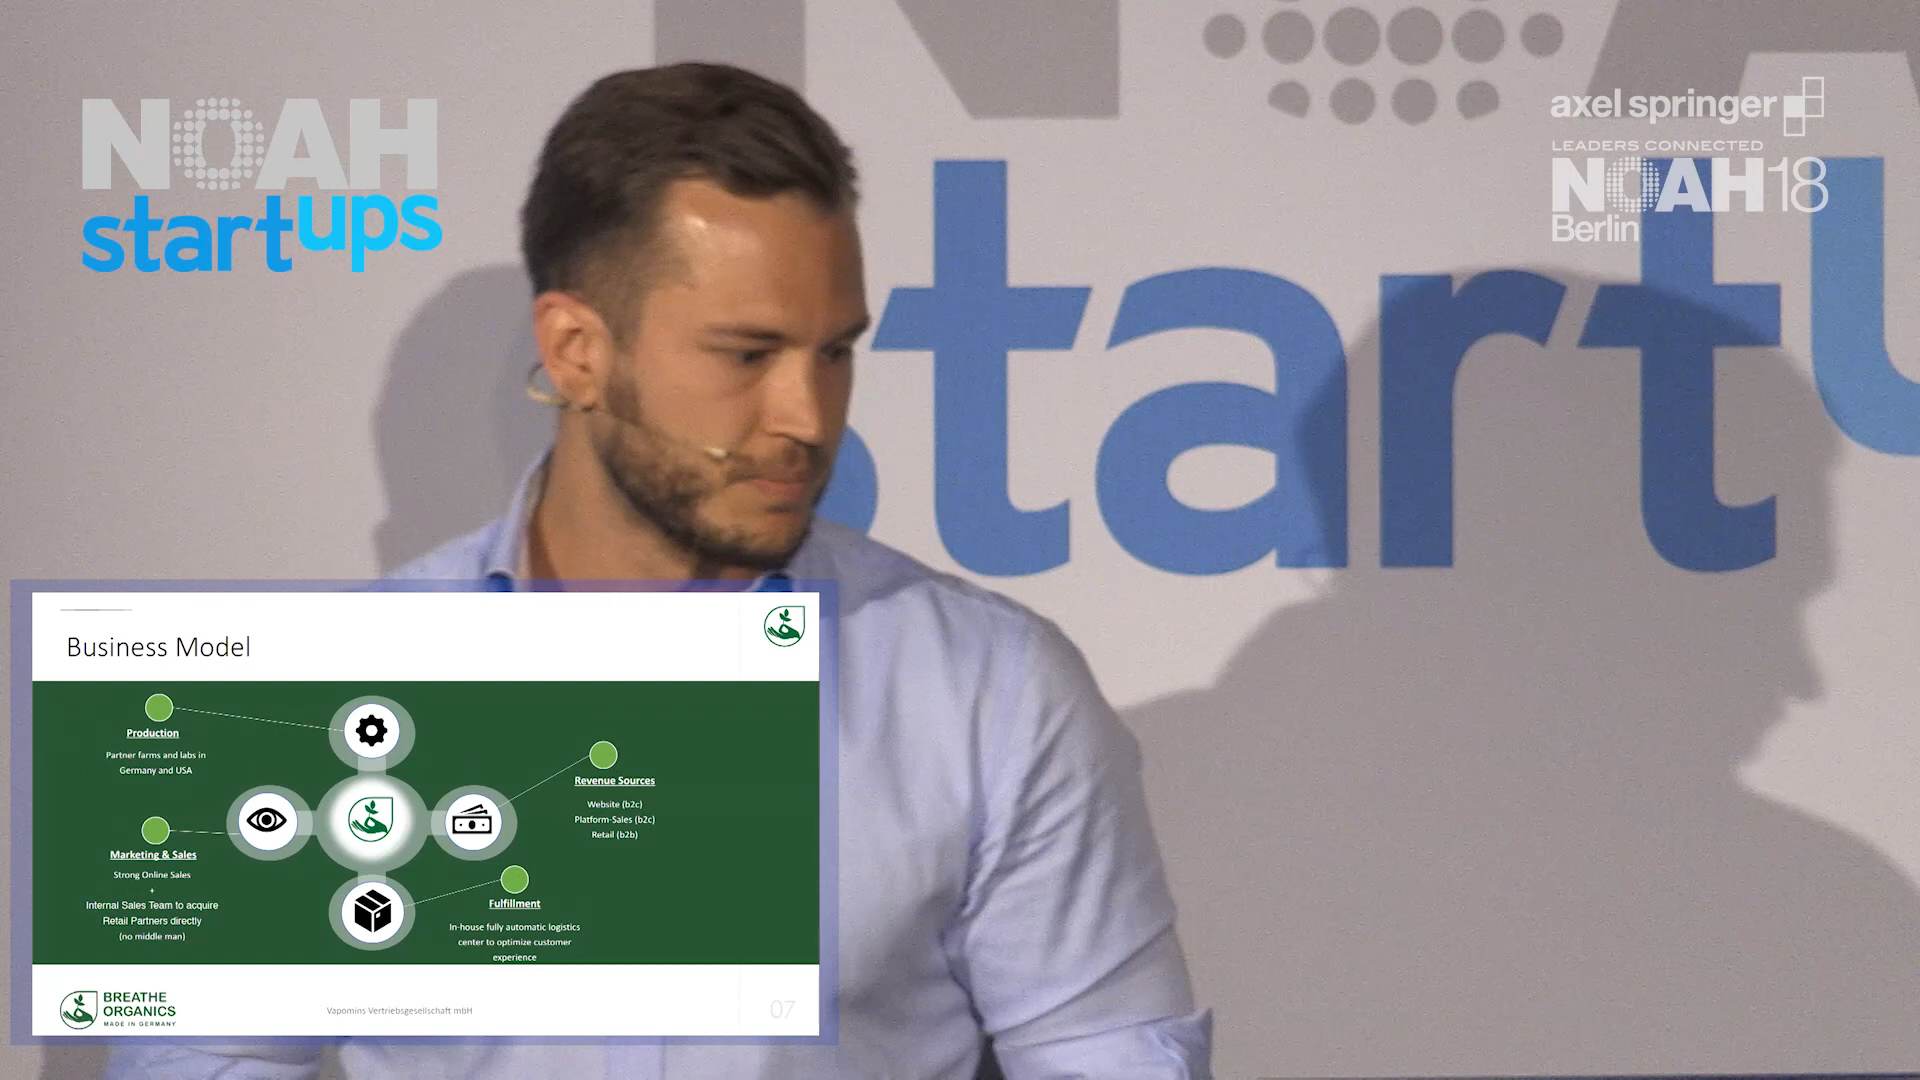 NOAH
startups
axel springer
LEADERS CONNECTED
NOAH18
Berlin
start
Business Model
Production
Partner farms and labs in
Germany and USA
Marketing & Sales
Strong Online Sales
+
Internal Sales Team to acquire
Retail Partners directly
(no middle man)
Revenue Sources
Website (b2c)
Platform-Sales (b2c)
Retail (b2b)
Fulfillment
In-house fully automatic logistics
center to optimize customer
experience
BREATHE
ORGANICS
MADE IN GERMANY
Vapomins Vertriebsgesellschaft mbH
07